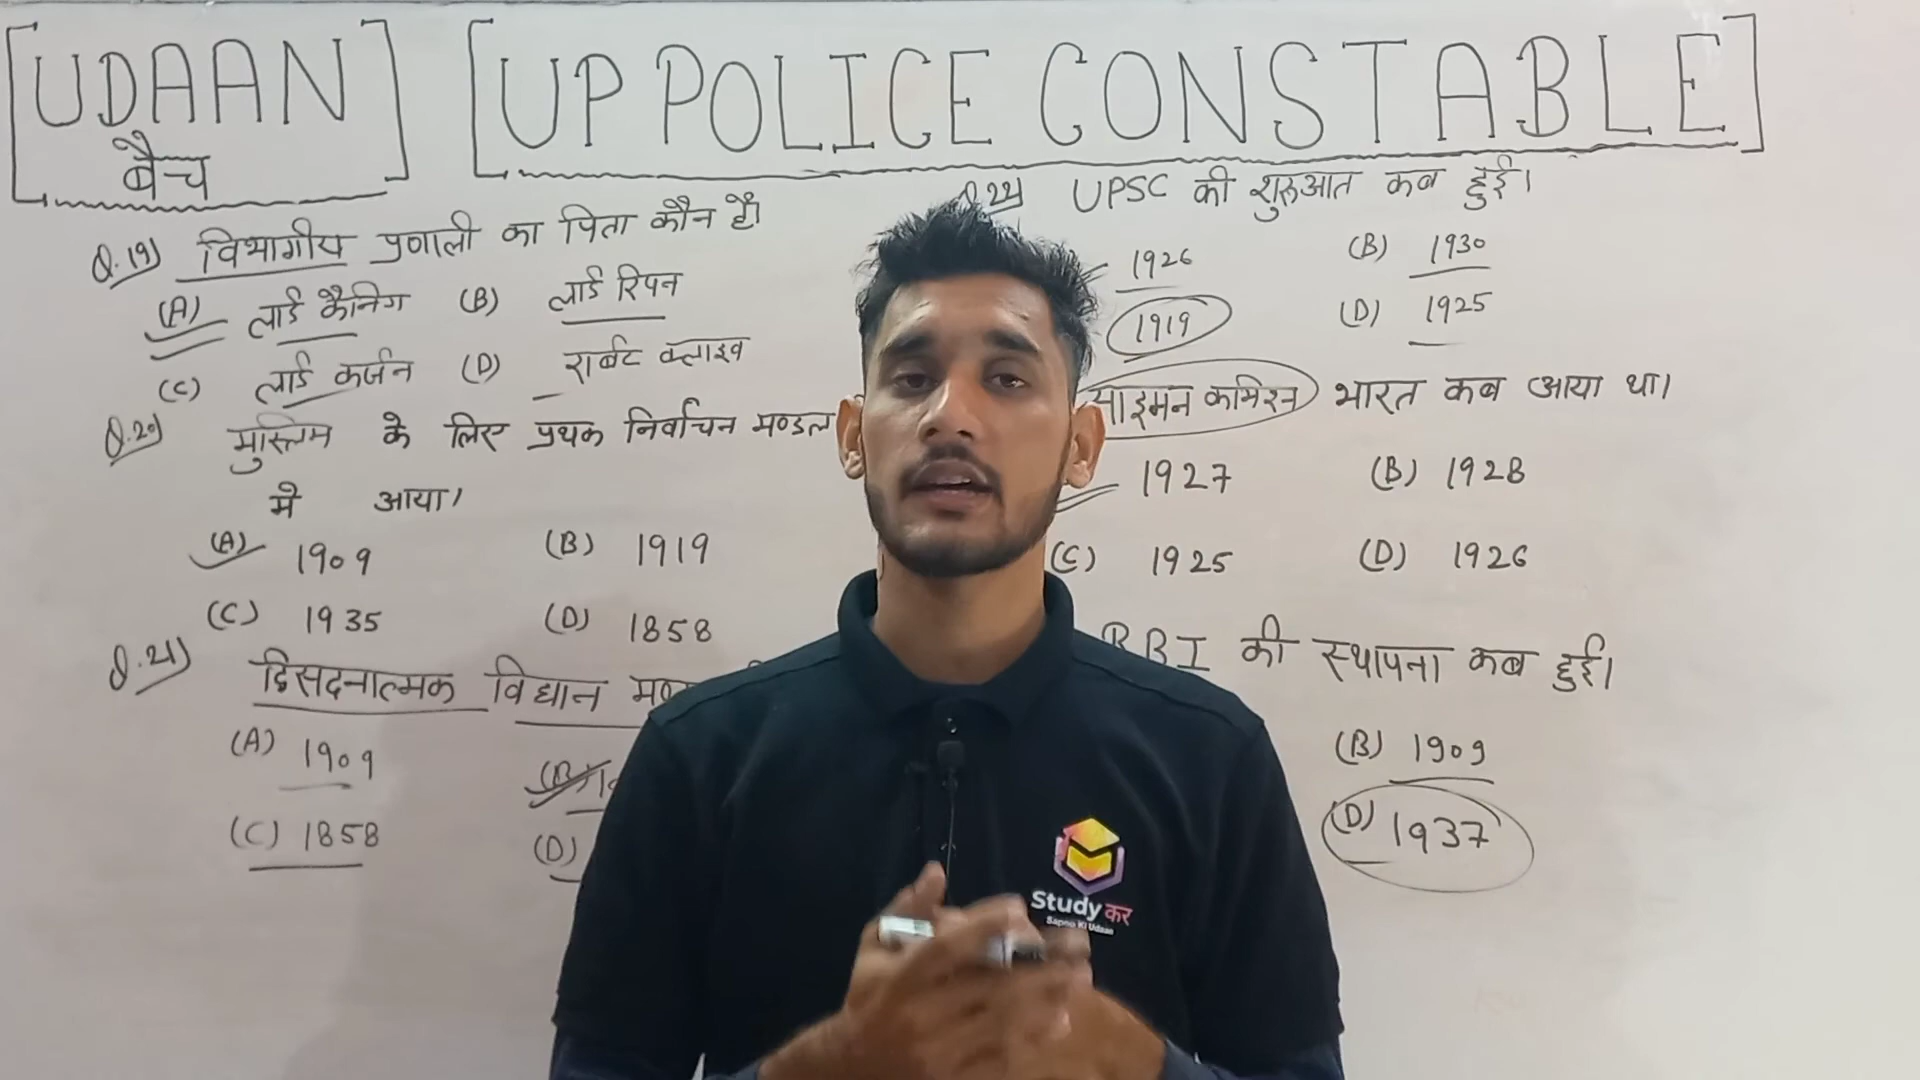 UDAAN
बैच
UP POLICE CONSTABLE
Q.19) विभागीय प्रणाली का पिता कौन है।
(A) लार्ड कैनिंग (B) लार्ड रिपन
(C) लार्ड कर्जन (D) रार्बट क्लाइव
Q.20) मुस्लिम के लिए प्रथक निर्वाचन मण्डल
मे आया।
(A) 1909 (B) 1919
(C) 1935 (D) 1858
Q.21) द्विसदनात्मक विधान
(A) 1909 (B)
(C) 1858 (D)
Q.22) UPSC की शुरुआत कब हुई।
1926 (B) 1930
1919 (D) 1925
साइमन कमिशन भारत कब आया था।
1927 (B) 1928
(C) 1925 (D) 1926
RBI की स्थापना कब हुई।
(B) 1909
(D) 1937
Study कर
Sapno Ki Udaan